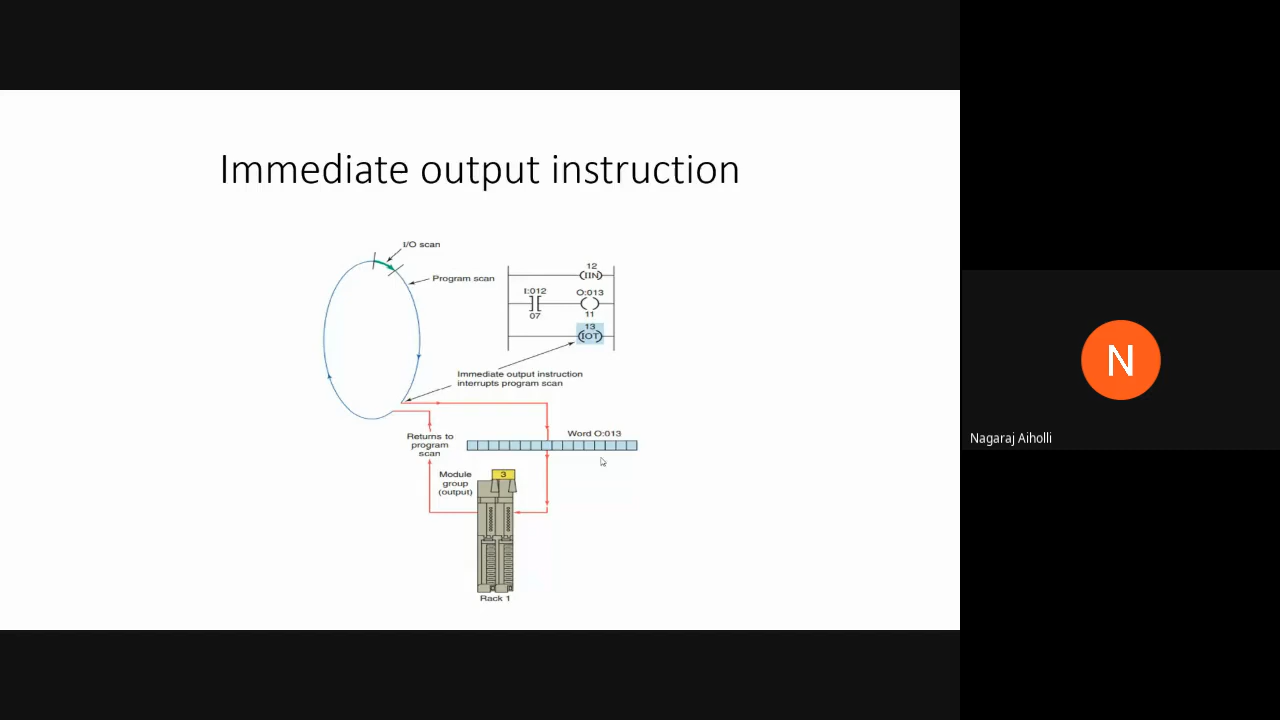 Immediate output instruction
I/O scan
Program scan
12
IIN
I:012
O:013
07
11
13
IOT
Immediate output instruction
interrupts program scan
Word O:013
Returns to
program
scan
Module
group
(output)
3
Rack 1
N
Nagaraj Aiholli